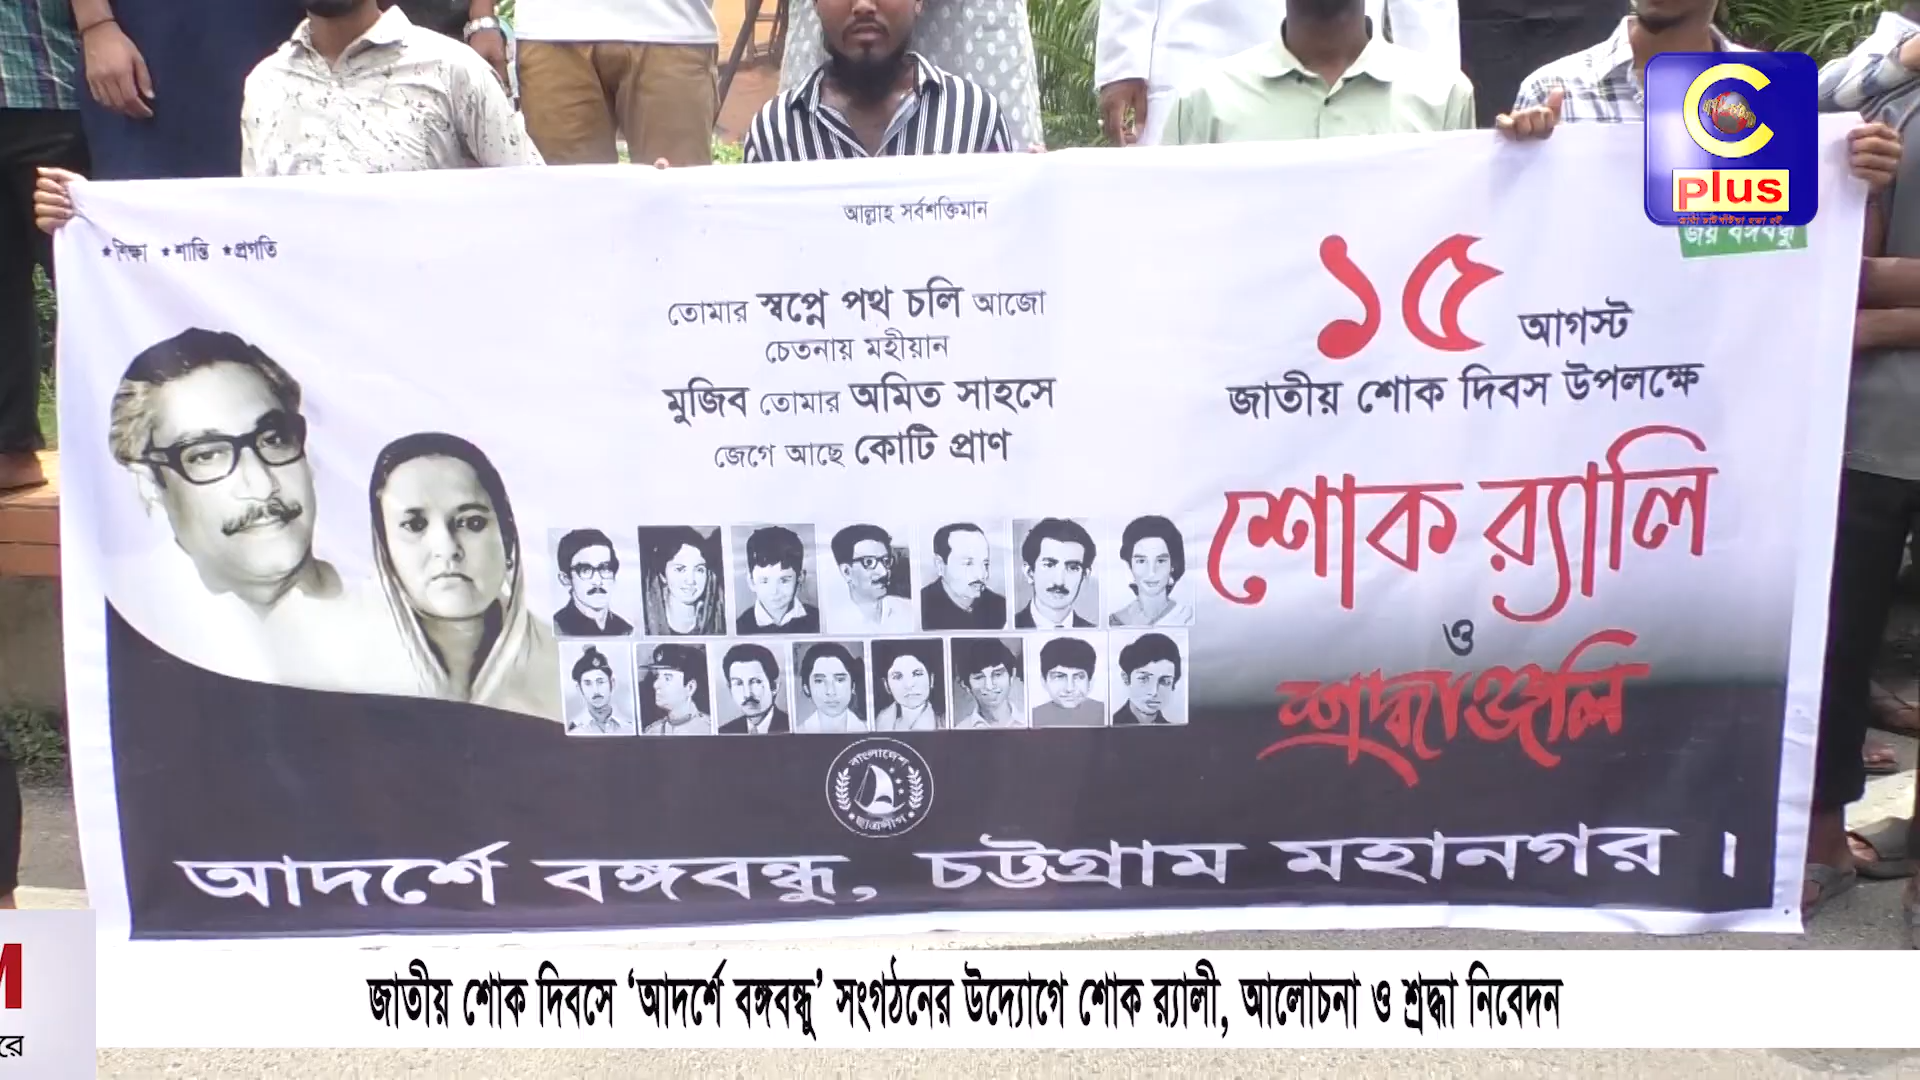 C
plus
জয় বঙ্গবন্ধু
আল্লাহ সর্বশক্তিমান
★শিক্ষা ★শান্তি ★প্রগতি
তোমার স্বপ্নে পথ চলি আজো
চেতনায় মহীয়ান
মুজিব তোমার অমিত সাহসে
জেগে আছে কোটি প্রাণ
১৫ আগস্ট
জাতীয় শোক দিবস উপলক্ষে
শোক র‍্যালি
ও
শ্রদ্ধাঞ্জলি
বাংলাদেশ
ছাত্রলীগ
আদর্শে বঙ্গবন্ধু, চট্টগ্রাম মহানগর ।
জাতীয় শোক দিবসে ‘আদর্শে বঙ্গবন্ধু’ সংগঠনের উদ্যোগে শোক র‍্যালী, আলোচনা ও শ্রদ্ধা নিবেদন
M
রে